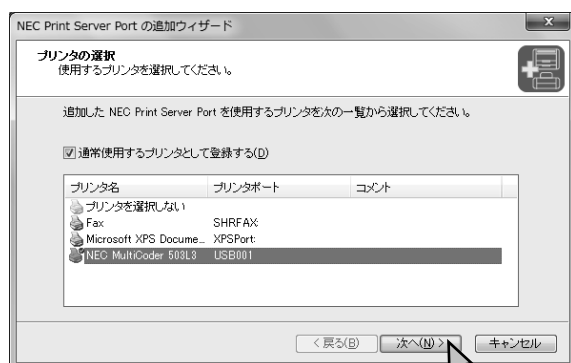 NEC Print Server Port の追加ウィザード
プリンタの選択
使用するプリンタを選択してください。
追加した NEC Print Server Port を使用するプリンタを次の一覧から選択してください。
通常使用するプリンタとして登録する(D)
プリンタ名 プリンタポート コメント
プリンタを選択しない
Fax SHRFAX:
Microsoft XPS Docume... XPSPort:
NEC MultiCoder 503L3 USB001
< 戻る(B) 次へ(N) > キャンセル